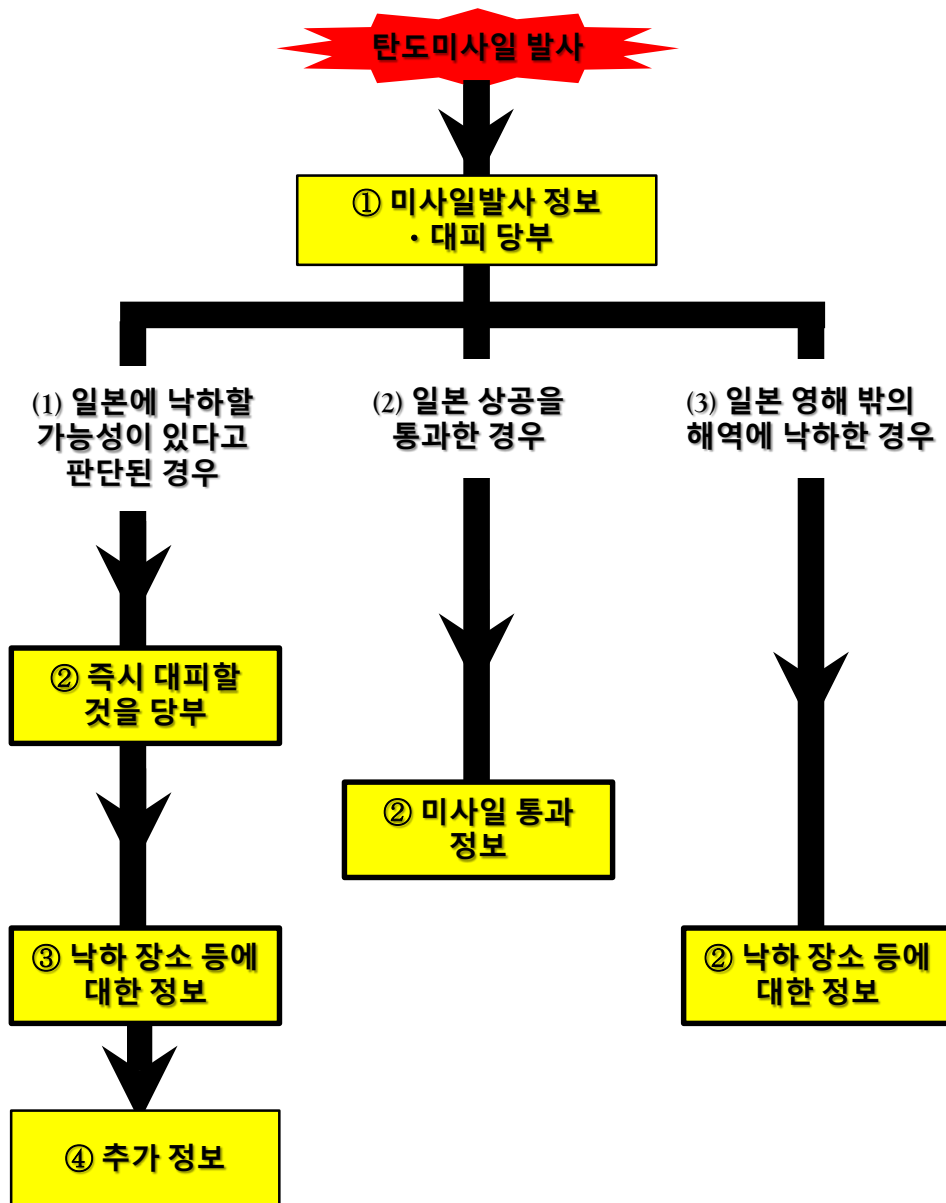 탄도미사일 발사
① 미사일발사 정보
・대피 당부
(1) 일본에 낙하할
가능성이 있다고
판단된 경우
(2) 일본 상공을
통과한 경우
(3) 일본 영해 밖의
해역에 낙하한 경우
② 즉시 대피할
것을 당부
② 미사일 통과
정보
③ 낙하 장소 등에
대한 정보
② 낙하 장소 등에
대한 정보
④ 추가 정보